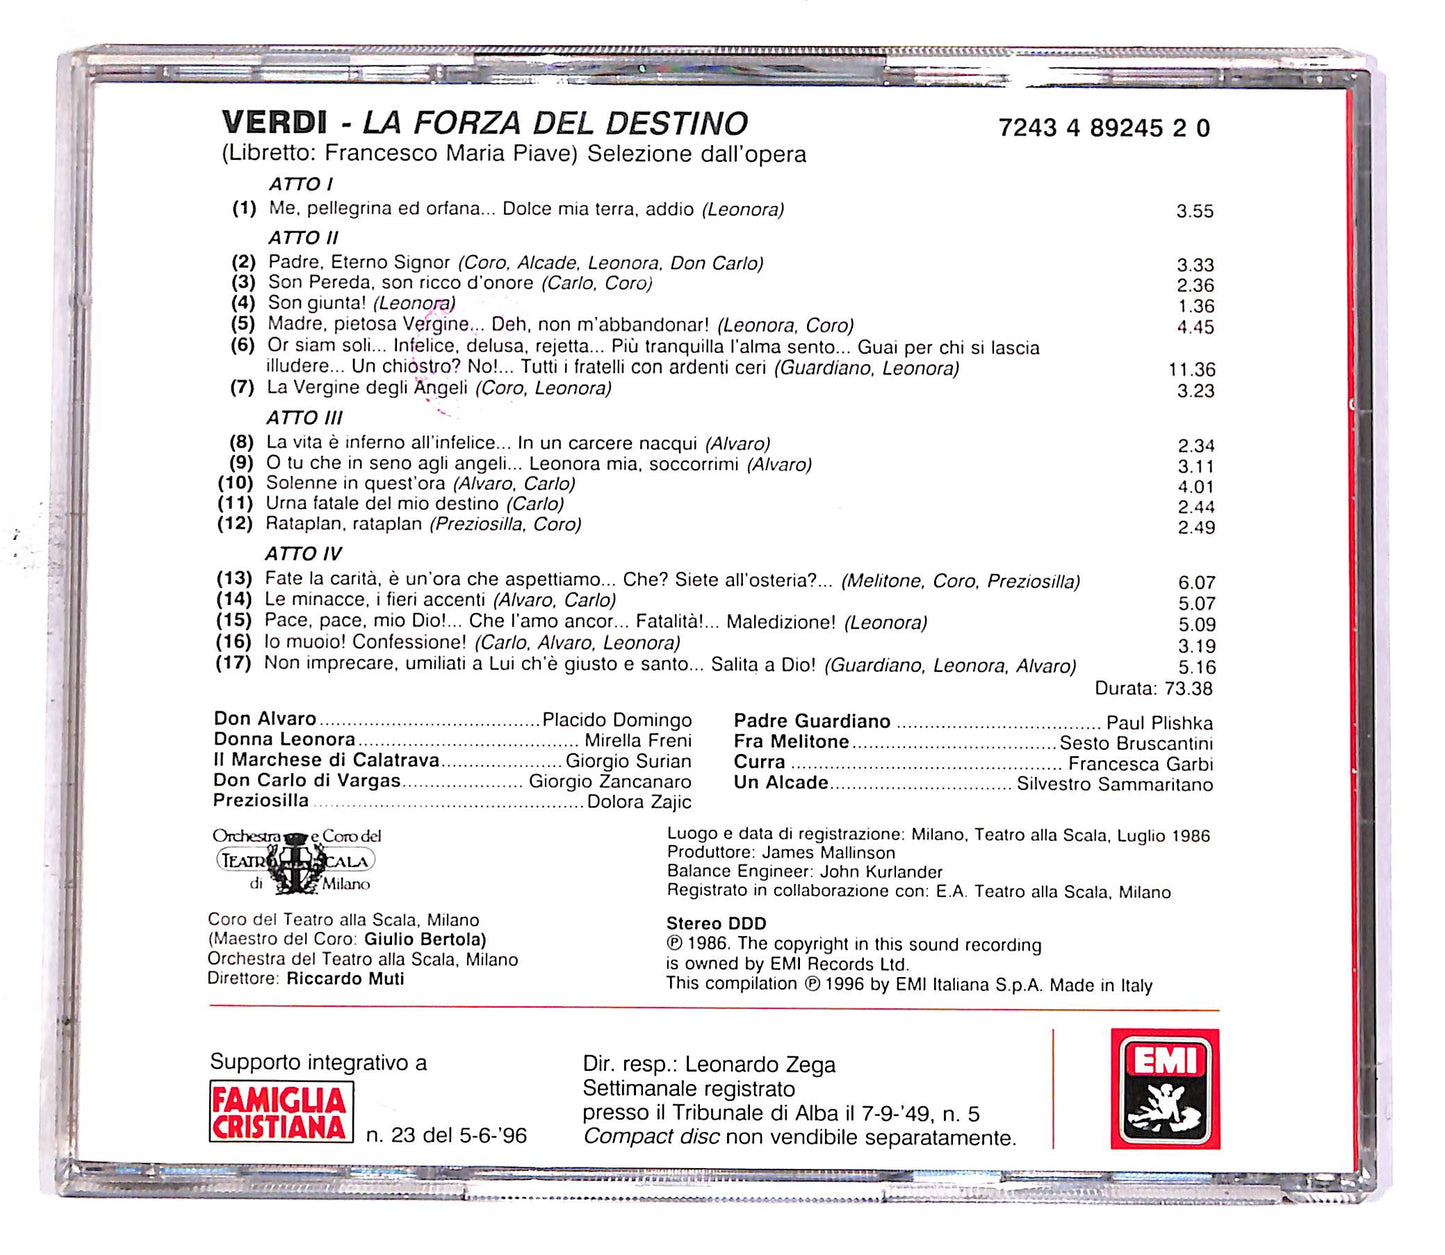 VERDI - LA FORZA DEL DESTINO 7243 4 89245 2 0
(Libretto: Francesco Maria Piave) Selezione dall'opera
ATTO I
(1) Me, pellegrina ed orfana... Dolce mia terra, addio (Leonora) 3.55
ATTO II
(2) Padre, Eterno Signor (Coro, Alcade, Leonora, Don Carlo) 3.33
(3) Son Pereda, son ricco d'onore (Carlo, Coro) 2.36
(4) Son giunta! (Leonora) 1.36
(5) Madre, pietosa Vergine... Deh, non m'abbandonar! (Leonora, Coro) 4.45
(6) Or siam soli... Infelice, delusa, rejetta... Più tranquilla l'alma sento... Guai per chi si lascia
illudere... Un chiostro? No!... Tutti i fratelli con ardenti ceri (Guardiano, Leonora) 11.36
(7) La Vergine degli Angeli (Coro, Leonora) 3.23
ATTO III
(8) La vita è inferno all'infelice... In un carcere nacqui (Alvaro) 2.34
(9) O tu che in seno agli angeli... Leonora mia, soccorrimi (Alvaro) 3.11
(10) Solenne in quest'ora (Alvaro, Carlo) 4.01
(11) Urna fatale del mio destino (Carlo) 2.44
(12) Rataplan, rataplan (Preziosilla, Coro) 2.49
ATTO IV
(13) Fate la carità, è un'ora che aspettiamo... Che? Siete all'osteria?... (Melitone, Coro, Preziosilla) 6.07
(14) Le minacce, i fieri accenti (Alvaro, Carlo) 5.07
(15) Pace, pace, mio Dio!... Che l'amo ancor... Fatalità!... Maledizione! (Leonora) 5.09
(16) Io muoio! Confessione! (Carlo, Alvaro, Leonora) 3.19
(17) Non imprecare, umiliati a Lui ch'è giusto e santo... Salita a Dio! (Guardiano, Leonora, Alvaro) 5.16
Durata: 73.38
Don Alvaro.......................................Placido Domingo
Donna Leonora....................................... Mirella Freni
Il Marchese di Calatrava......................Giorgio Surian
Don Carlo di Vargas...................... Giorgio Zancanaro
Preziosilla................................................Dolora Zajic
Padre Guardiano .................................... Paul Plishka
Fra Melitone....................................Sesto Bruscantini
Curra ................................................ Francesca Garbi
Un Alcade................................ Silvestro Sammaritano
Orchestra e Coro del
TEATRO SCALA
di Milano
Coro del Teatro alla Scala, Milano
(Maestro del Coro: Giulio Bertola)
Orchestra del Teatro alla Scala, Milano
Direttore: Riccardo Muti
Luogo e data di registrazione: Milano, Teatro alla Scala, Luglio 1986
Produttore: James Mallinson
Balance Engineer: John Kurlander
Registrato in collaborazione con: E.A. Teatro alla Scala, Milano
Stereo DDD
℗ 1986. The copyright in this sound recording
is owned by EMI Records Ltd.
This compilation ℗ 1996 by EMI Italiana S.p.A. Made in Italy
Supporto integrativo a
FAMIGLIA
CRISTIANA n. 23 del 5-6-'96
Dir. resp.: Leonardo Zega
Settimanale registrato
presso il Tribunale di Alba il 7-9-'49, n. 5
Compact disc non vendibile separatamente.
EMI